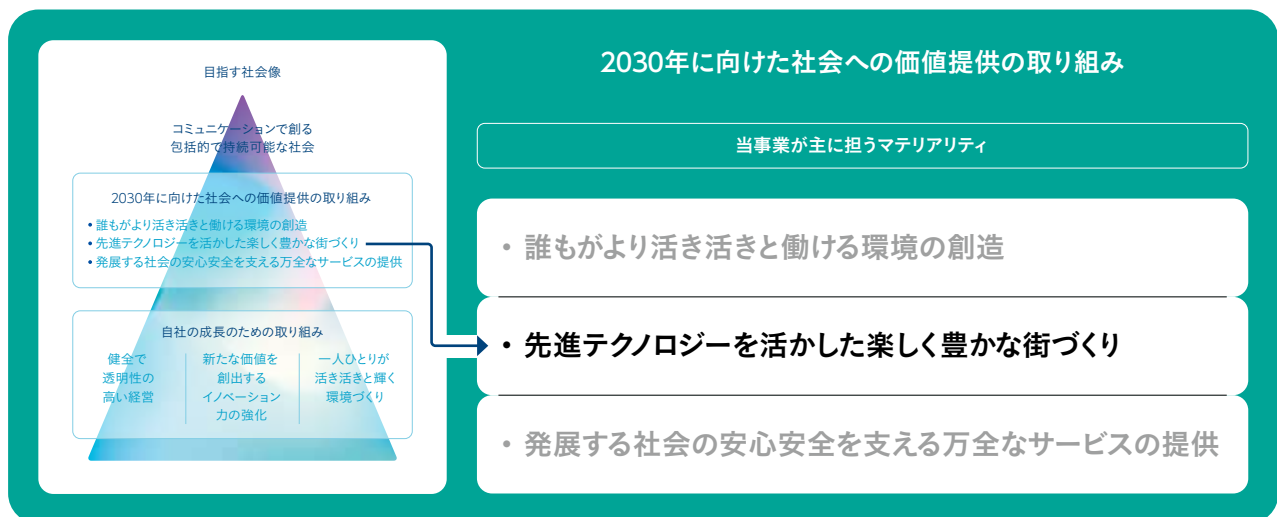 目指す社会像
コミュニケーションで創る
包括的で持続可能な社会
2030年に向けた社会への価値提供の取り組み
• 誰もがより活き活きと働ける環境の創造
• 先進テクノロジーを活かした楽しく豊かな街づくり
• 発展する社会の安心安全を支える万全なサービスの提供
自社の成長のための取り組み
健全で
透明性の
高い経営
新たな価値を
創出する
イノベーション
力の強化
一人ひとりが
活き活きと輝く
環境づくり
2030年に向けた社会への価値提供の取り組み
当事業が主に担うマテリアリティ
• 誰もがより活き活きと働ける環境の創造
• 先進テクノロジーを活かした楽しく豊かな街づくり
• 発展する社会の安心安全を支える万全なサービスの提供